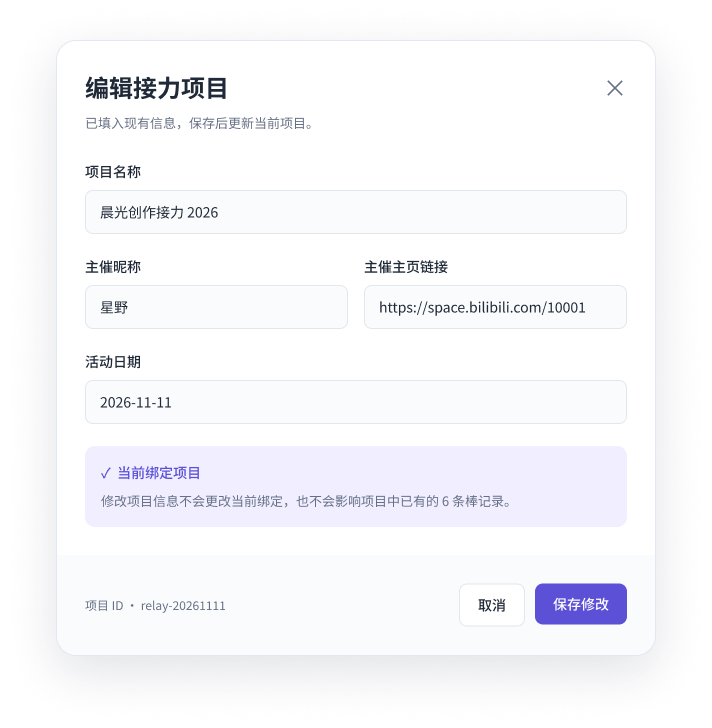 编辑接力项目
已填入现有信息，保存后更新当前项目。
项目名称
晨光创作接力 2026
主催昵称
主催主页链接
星野
https://space.bilibili.com/10001
活动日期
2026-11-11
✓ 当前绑定项目
修改项目信息不会更改当前绑定，也不会影响项目中已有的 6 条棒记录。
项目 ID · relay-20261111
取消
保存修改